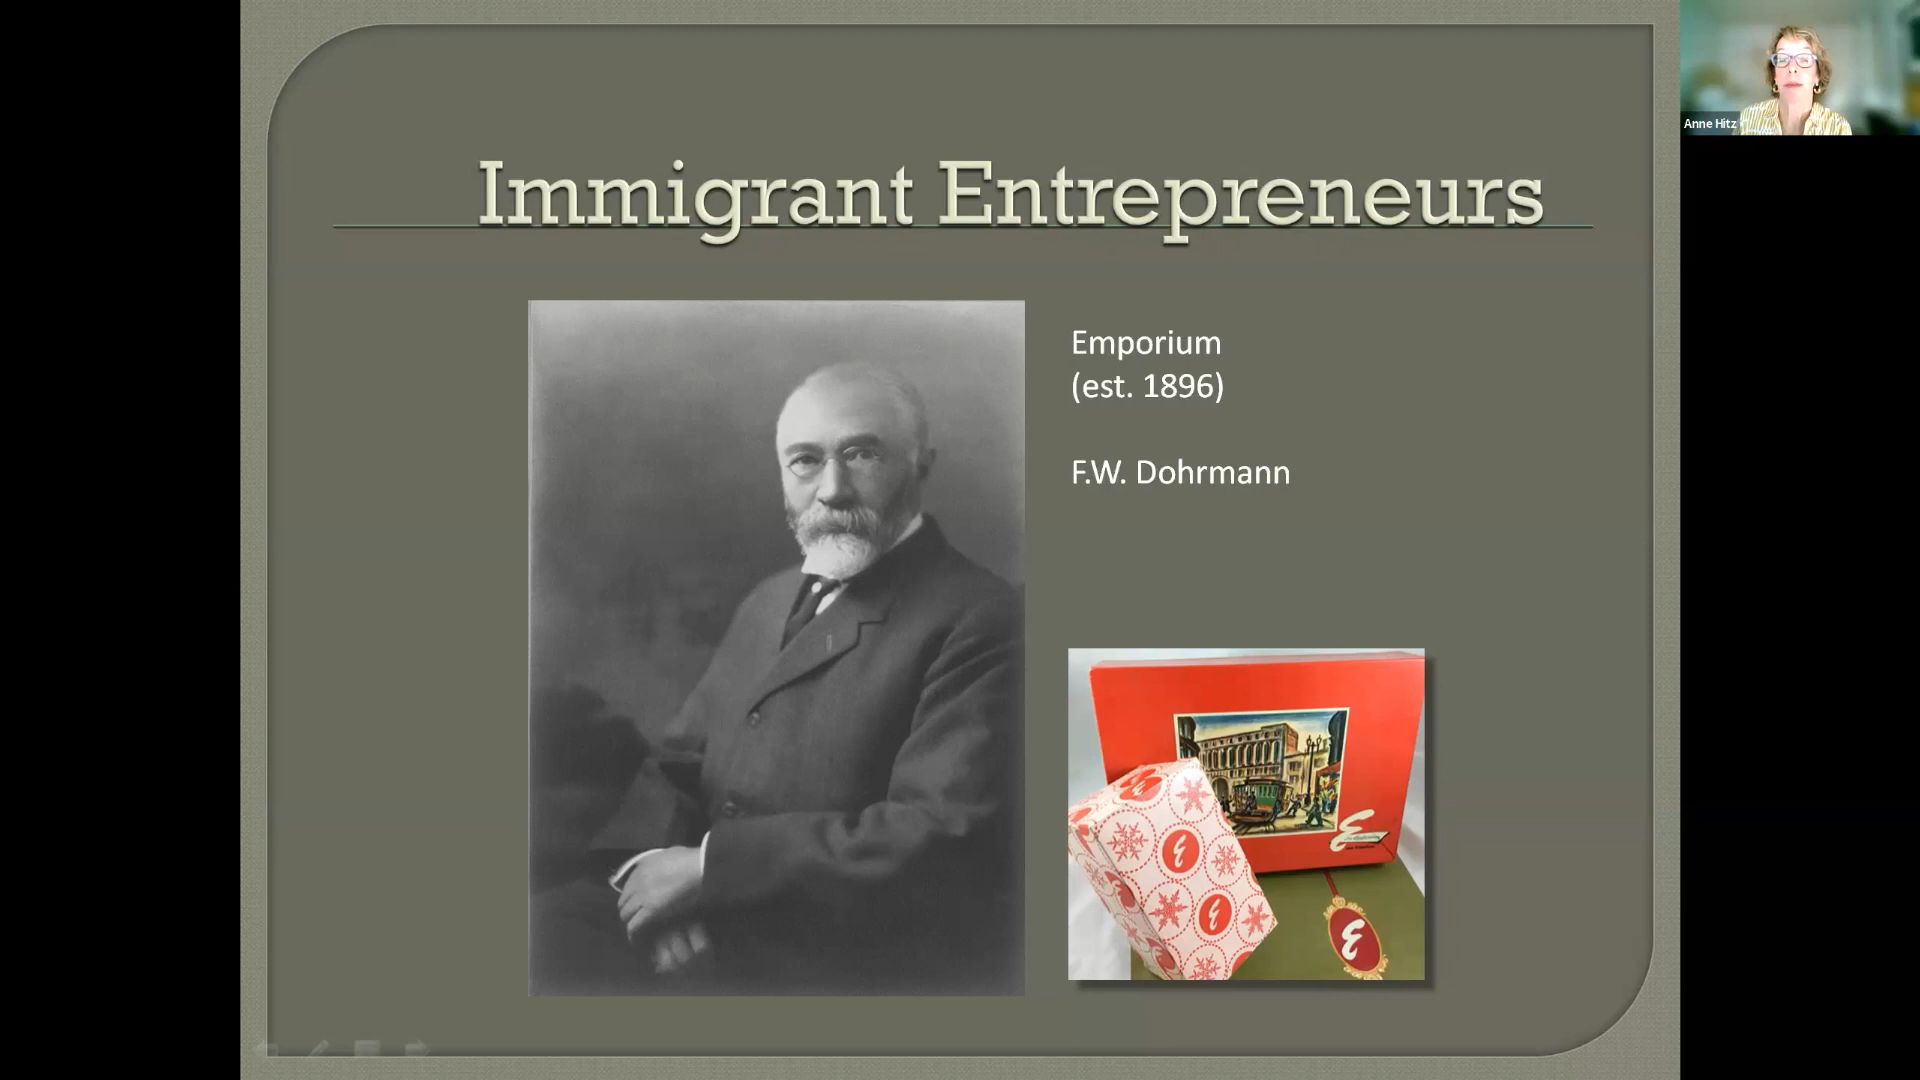 Immigrant Entrepreneurs
Emporium
(est. 1896)
F.W. Dohrmann
Anne Hitz
E
E
E
E